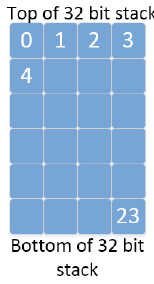 Top of 32 bit stack
0 1 2 3
4
23
Bottom of 32 bit
stack